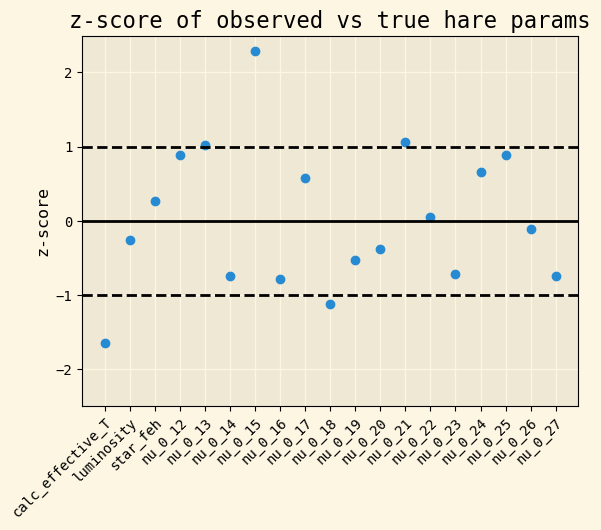 z-score of observed vs true hare params
z-score
2
1
0
−1
−2
calc_effective_T
luminosity
star_feh
nu_0_12
nu_0_13
nu_0_14
nu_0_15
nu_0_16
nu_0_17
nu_0_18
nu_0_19
nu_0_20
nu_0_21
nu_0_22
nu_0_23
nu_0_24
nu_0_25
nu_0_26
nu_0_27